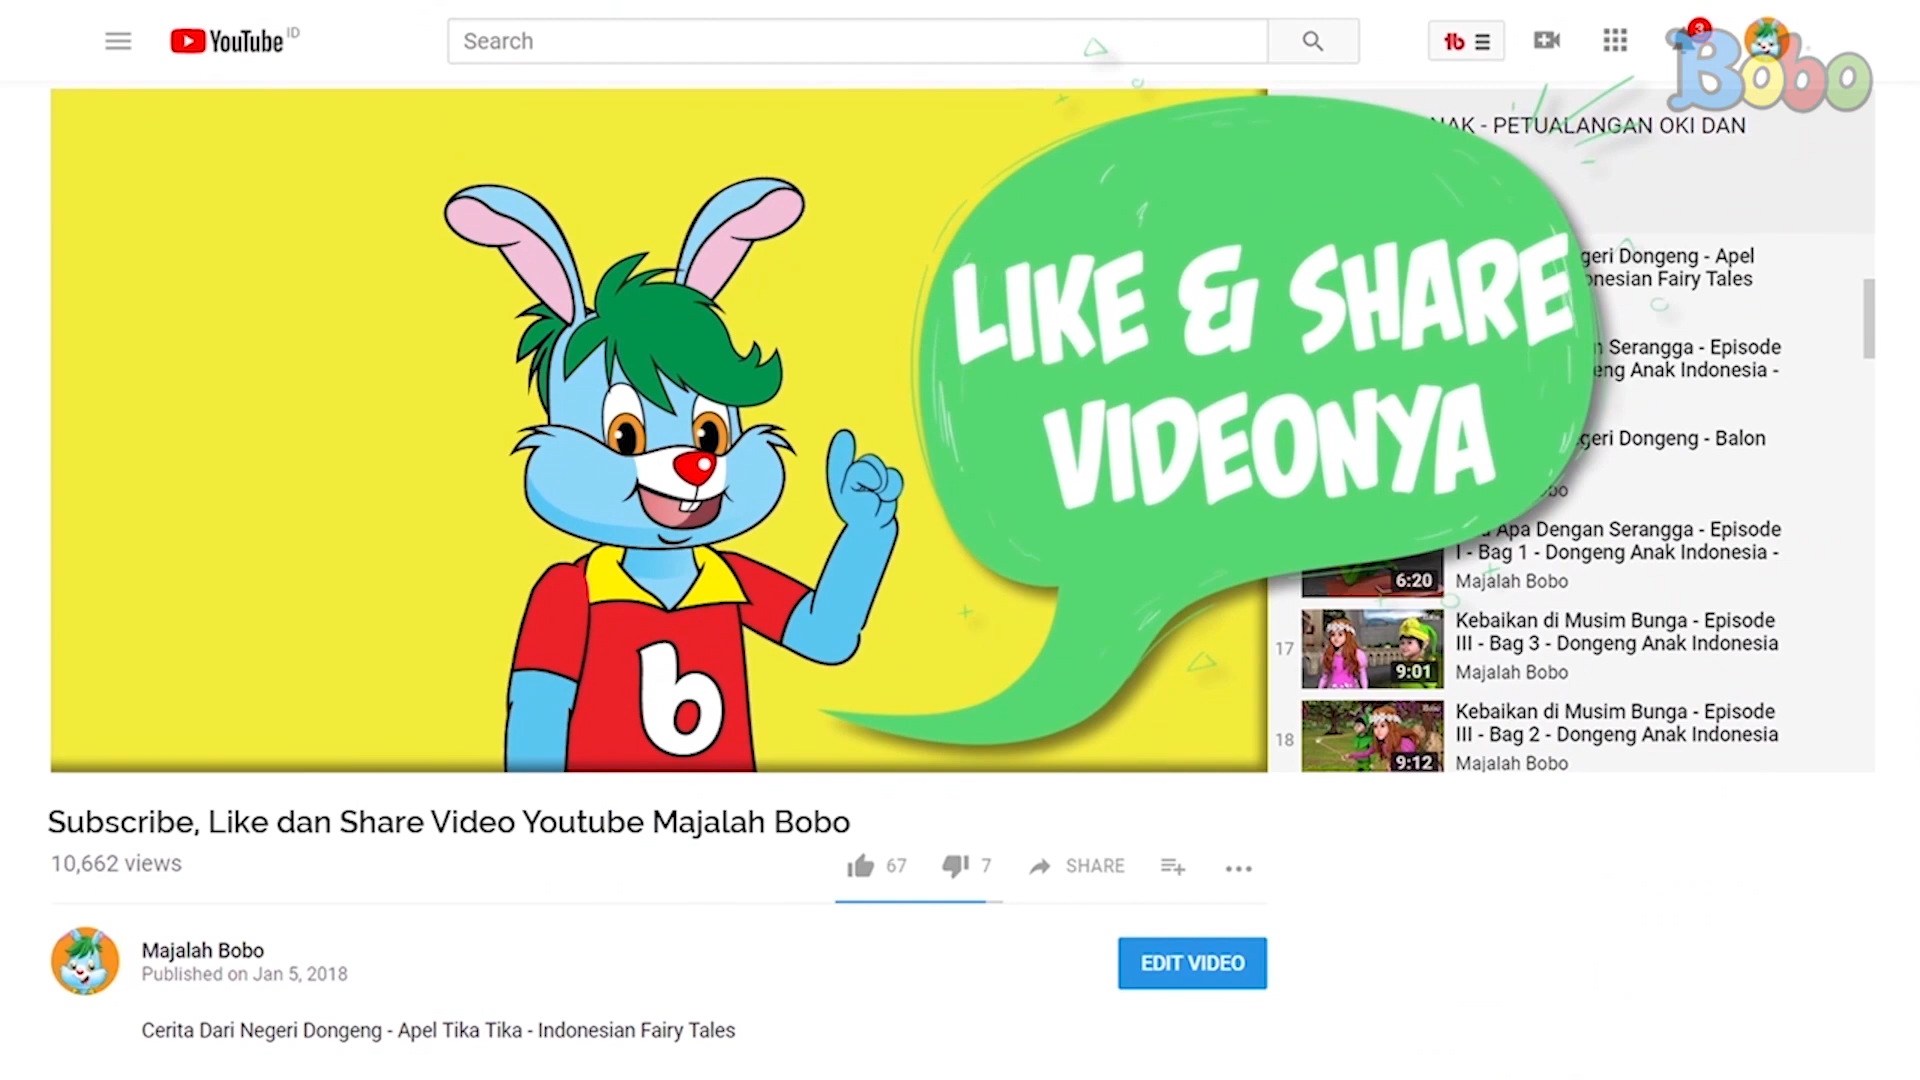 YouTube ID
Search
3
Bobo
NAK - PETUALANGAN OKI DAN
LIKE & SHARE
VIDEONYA
b
geri Dongeng - Apel
onesian Fairy Tales
n Serangga - Episode
eng Anak Indonesia -
geri Dongeng - Balon
obo
Apa Dengan Serangga - Episode
I - Bag 1 - Dongeng Anak Indonesia -
6:20
Majalah Bobo
17
Kebaikan di Musim Bunga - Episode
III - Bag 3 - Dongeng Anak Indonesia
9:01
Majalah Bobo
18
Kebaikan di Musim Bunga - Episode
III - Bag 2 - Dongeng Anak Indonesia
9:12
Majalah Bobo
Subscribe, Like dan Share Video Youtube Majalah Bobo
10,662 views
67
7
SHARE
Majalah Bobo
Published on Jan 5, 2018
EDIT VIDEO
Cerita Dari Negeri Dongeng - Apel Tika Tika - Indonesian Fairy Tales